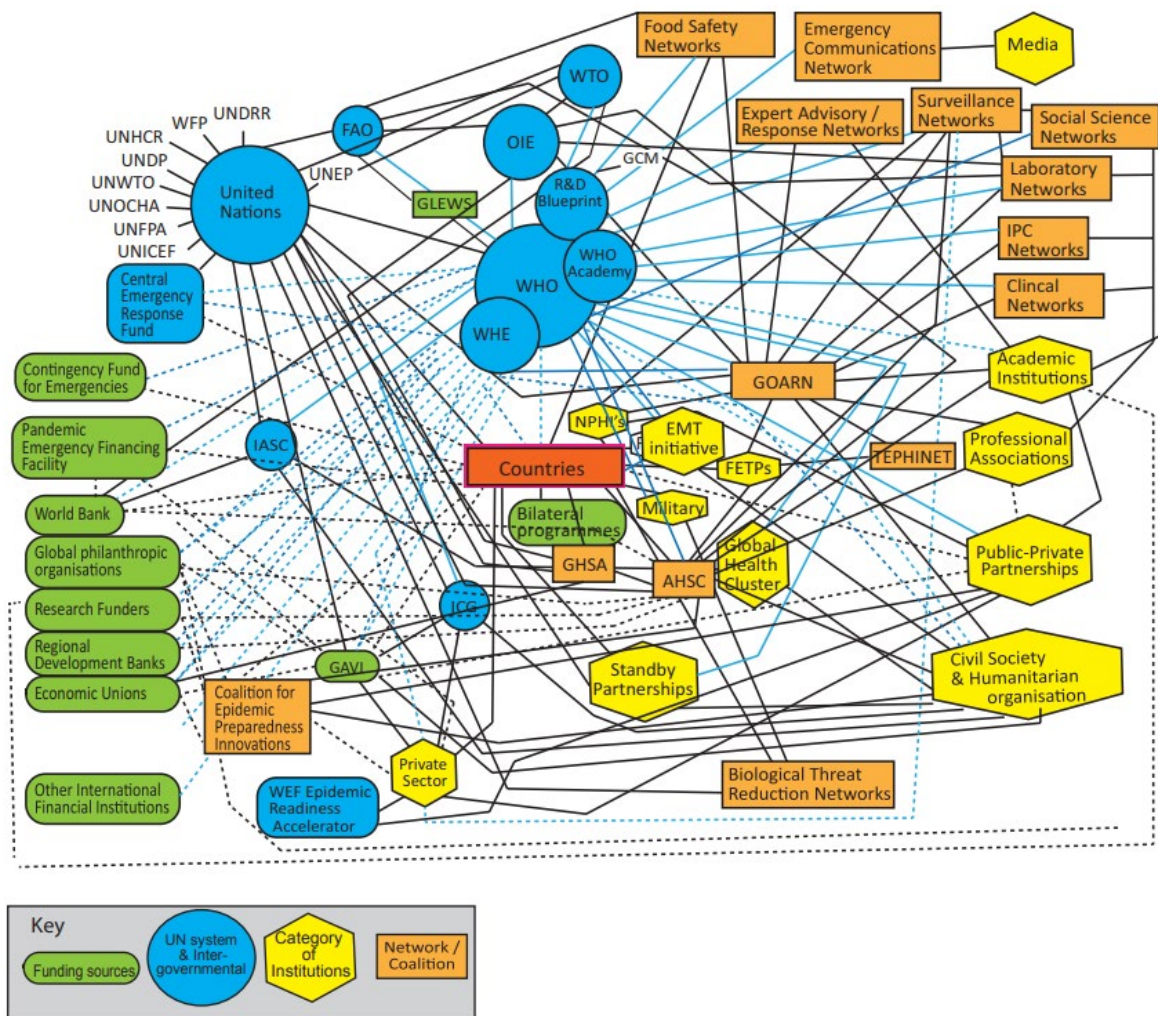 Food Safety
Networks
Emergency
Communications
Network
Media
WTO
UNDRR
WFP
UNHCR
UNDP
UNWTO
UNOCHA
UNFPA
UNICEF
UNEP
United
Nations
FAO
OIE
GCM
GLEWS
R&D
Blueprint
Expert Advisory /
Response Networks
Surveillance
Networks
Social Science
Networks
Laboratory
Networks
IPC
Networks
Clincal
Networks
WHO
WHO
Academy
WHE
Central
Emergency
Response
Fund
Contingency Fund
for Emergencies
Pandemic
Emergency Financing
Facility
World Bank
Global philanthropic
organisations
Research Funders
Regional
Development Banks
Economic Unions
Other International
Financial Institutions
IASC
GOARN
Academic
Institutions
NPHI's
EMT
initiative
FETPs
TEPHINET
Professional
Associations
Countries
Military
Bilateral
programmes
GHSA
AHSC
Global
Health
Cluster
Public-Private
Partnerships
JCG
GAVI
Coalition for
Epidemic
Preparedness
Innovations
Standby
Partnerships
Civil Society
& Humanitarian
organisation
Private
Sector
WEF Epidemic
Readiness
Accelerator
Biological Threat
Reduction Networks
Key
Funding sources
UN system
& Inter-
governmental
Category
of
Institutions
Network /
Coalition